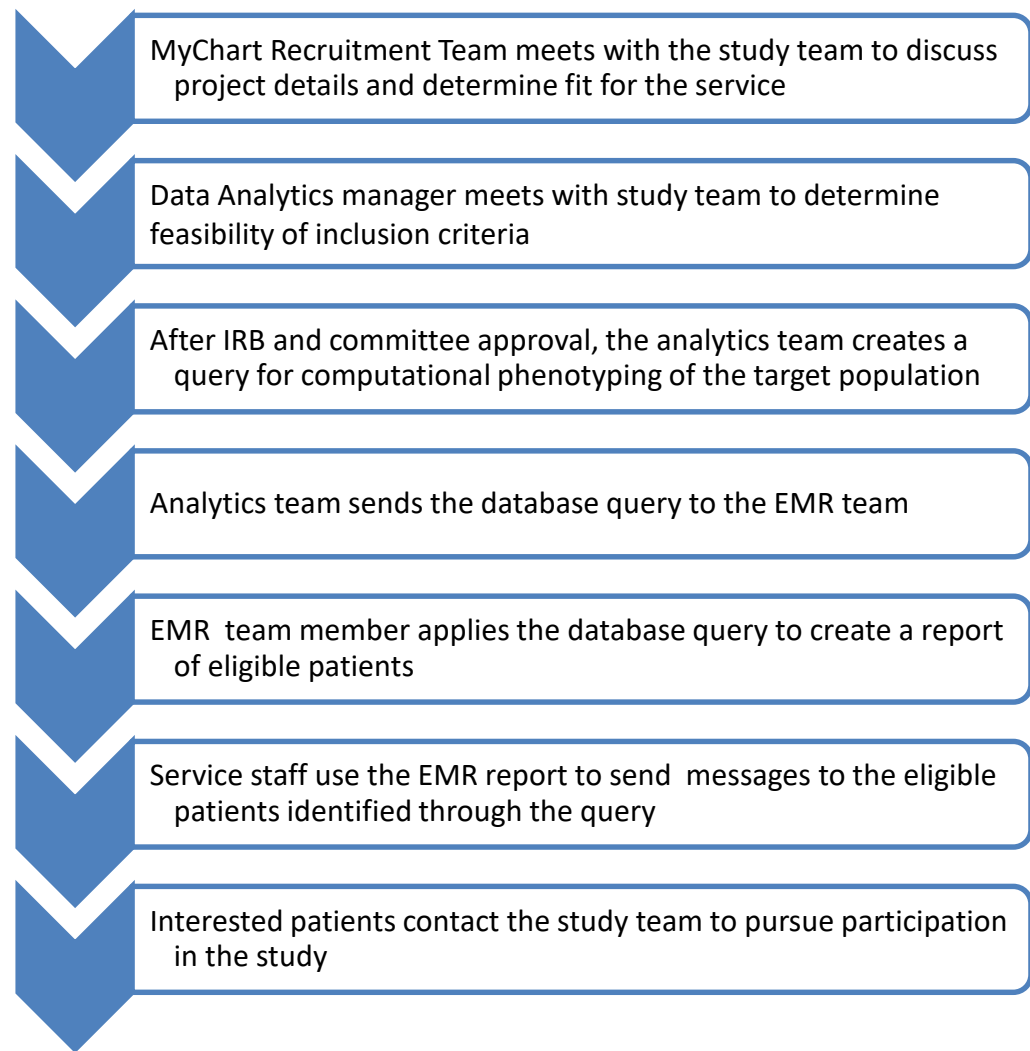 MyChart Recruitment Team meets with the study team to discuss
project details and determine fit for the service
Data Analytics manager meets with study team to determine
feasibility of inclusion criteria
After IRB and committee approval, the analytics team creates a
query for computational phenotyping of the target population
Analytics team sends the database query to the EMR team
EMR  team member applies the database query to create a report
of eligible patients
Service staff use the EMR report to send  messages to the eligible
patients identified through the query
Interested patients contact the study team to pursue participation
in the study